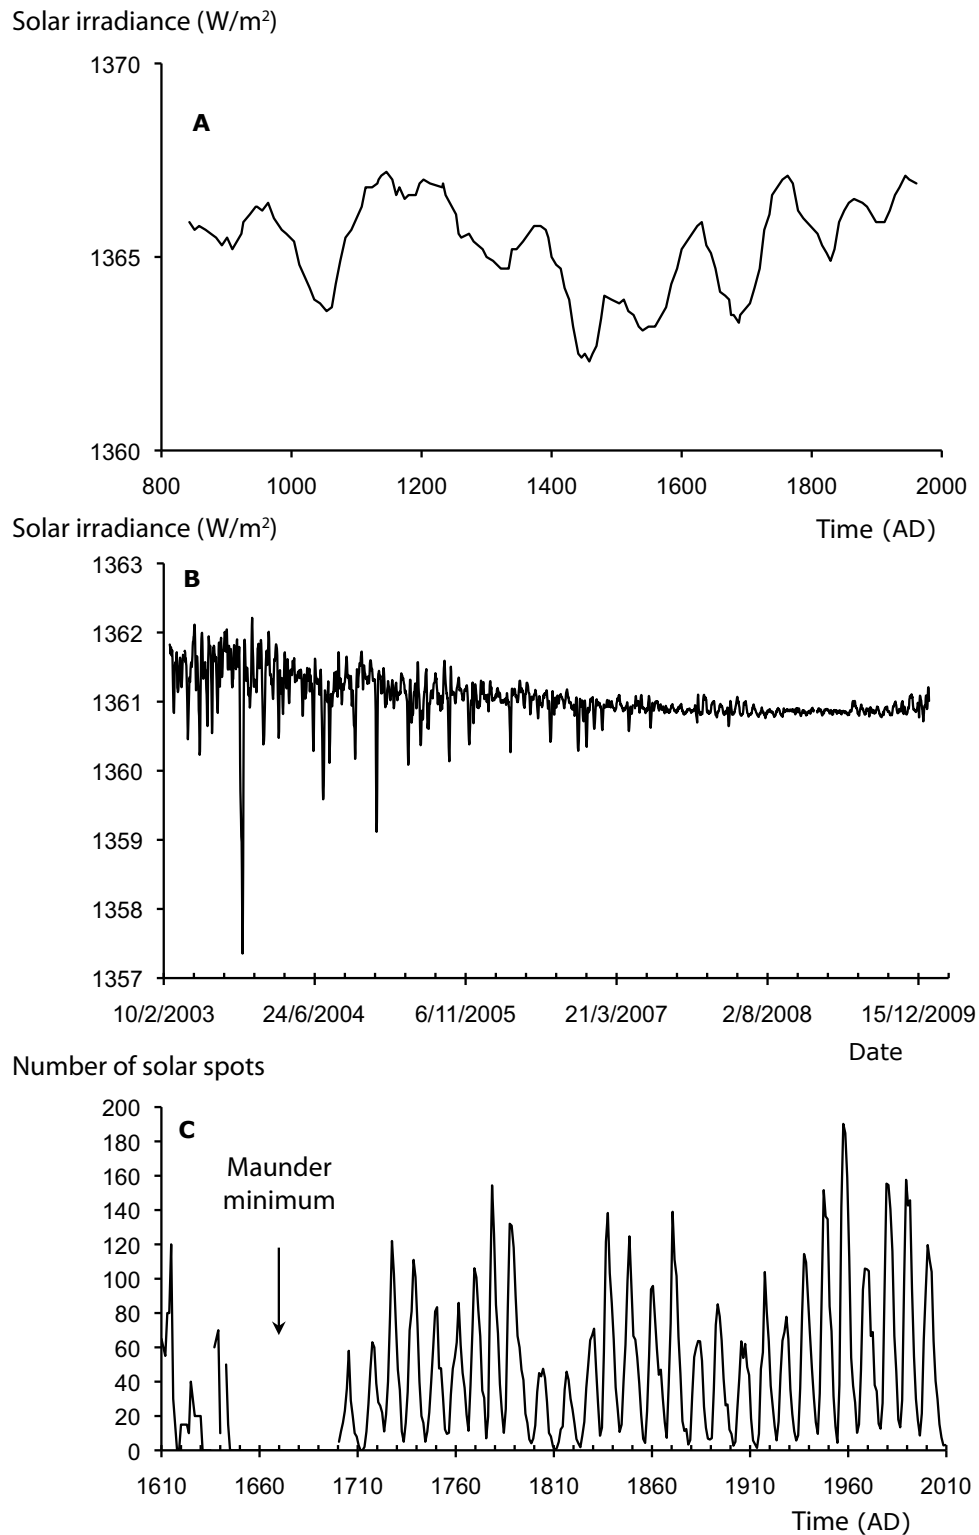 Solar irradiance (W/m²)
1370
A
1365
1360
800 1000 1200 1400 1600 1800 2000
Time (AD)
Solar irradiance (W/m²)
1363
B
1362
1361
1360
1359
1358
1357
10/2/2003 24/6/2004 6/11/2005 21/3/2007 2/8/2008 15/12/2009
Date
Number of solar spots
200
C
180
Maunder
160
minimum
140
120
100
80
60
40
20
0
1610 1660 1710 1760 1810 1860 1910 1960 2010
Time (AD)